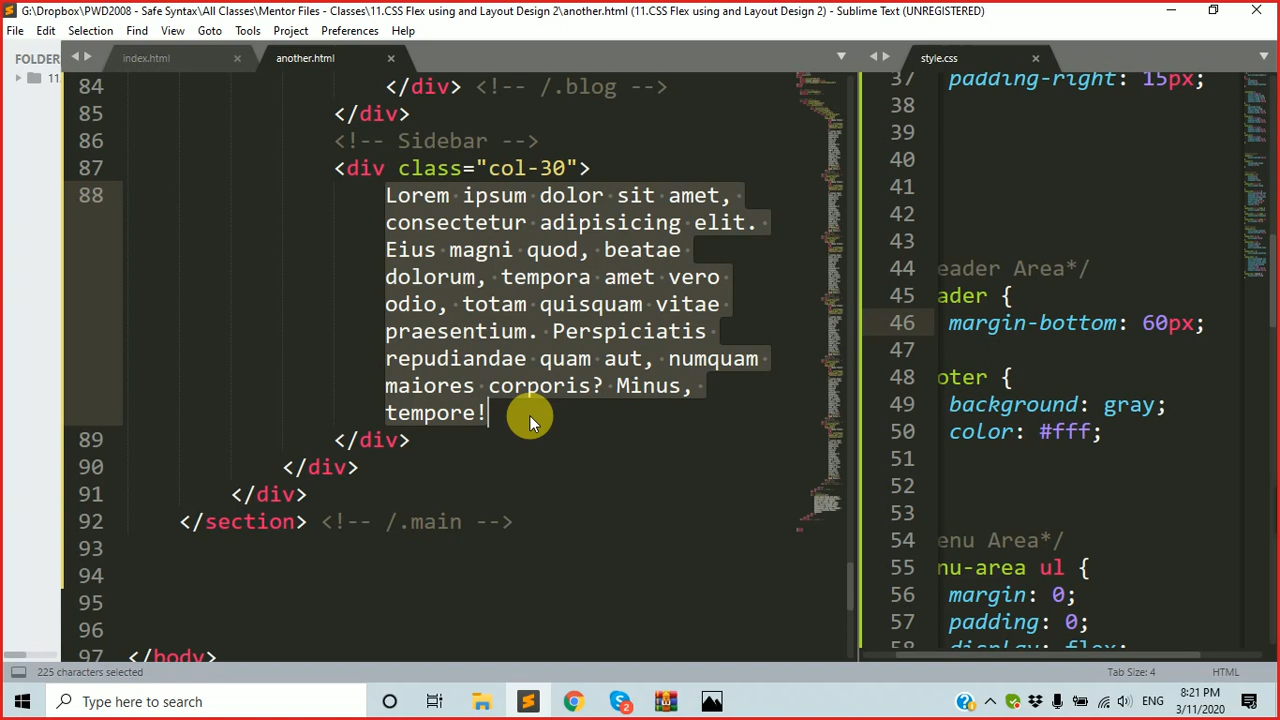 G:\Dropbox\PWD2008 - Safe Syntax\All Classes\Mentor Files - Classes\11.CSS Flex using and Layout Design 2\another.html (11.CSS Flex using and Layout Design 2) - Sublime Text (UNREGISTERED)
File Edit Selection Find View Goto Tools Project Preferences Help
FOLDER
11.
index.html
another.html
84 </div> <!-- /.blog -->
85 </div>
86 <!-- Sidebar -->
87 <div class="col-30">
88 Lorem ipsum dolor sit amet,
consectetur adipisicing elit.
Eius magni quod, beatae
dolorum, tempora amet vero
odio, totam quisquam vitae
praesentium. Perspiciatis
repudiandae quam aut, numquam
maiores corporis? Minus,
tempore!
89 </div>
90 </div>
91 </div>
92 </section> <!-- /.main -->
93
94
95
96
97 </body>
style.css
37 padding-right: 15px;
38
39
40
41
42
43
44 eader Area*/
45 ader {
46 margin-bottom: 60px;
47
48 oter {
49 background: gray;
50 color: #fff;
51
52
53
54 enu Area*/
55 nu-area ul {
56 margin: 0;
57 padding: 0;
58 display: flex;
225 characters selected
Tab Size: 4
HTML
Type here to search
2
ENG
8:21 PM
3/11/2020